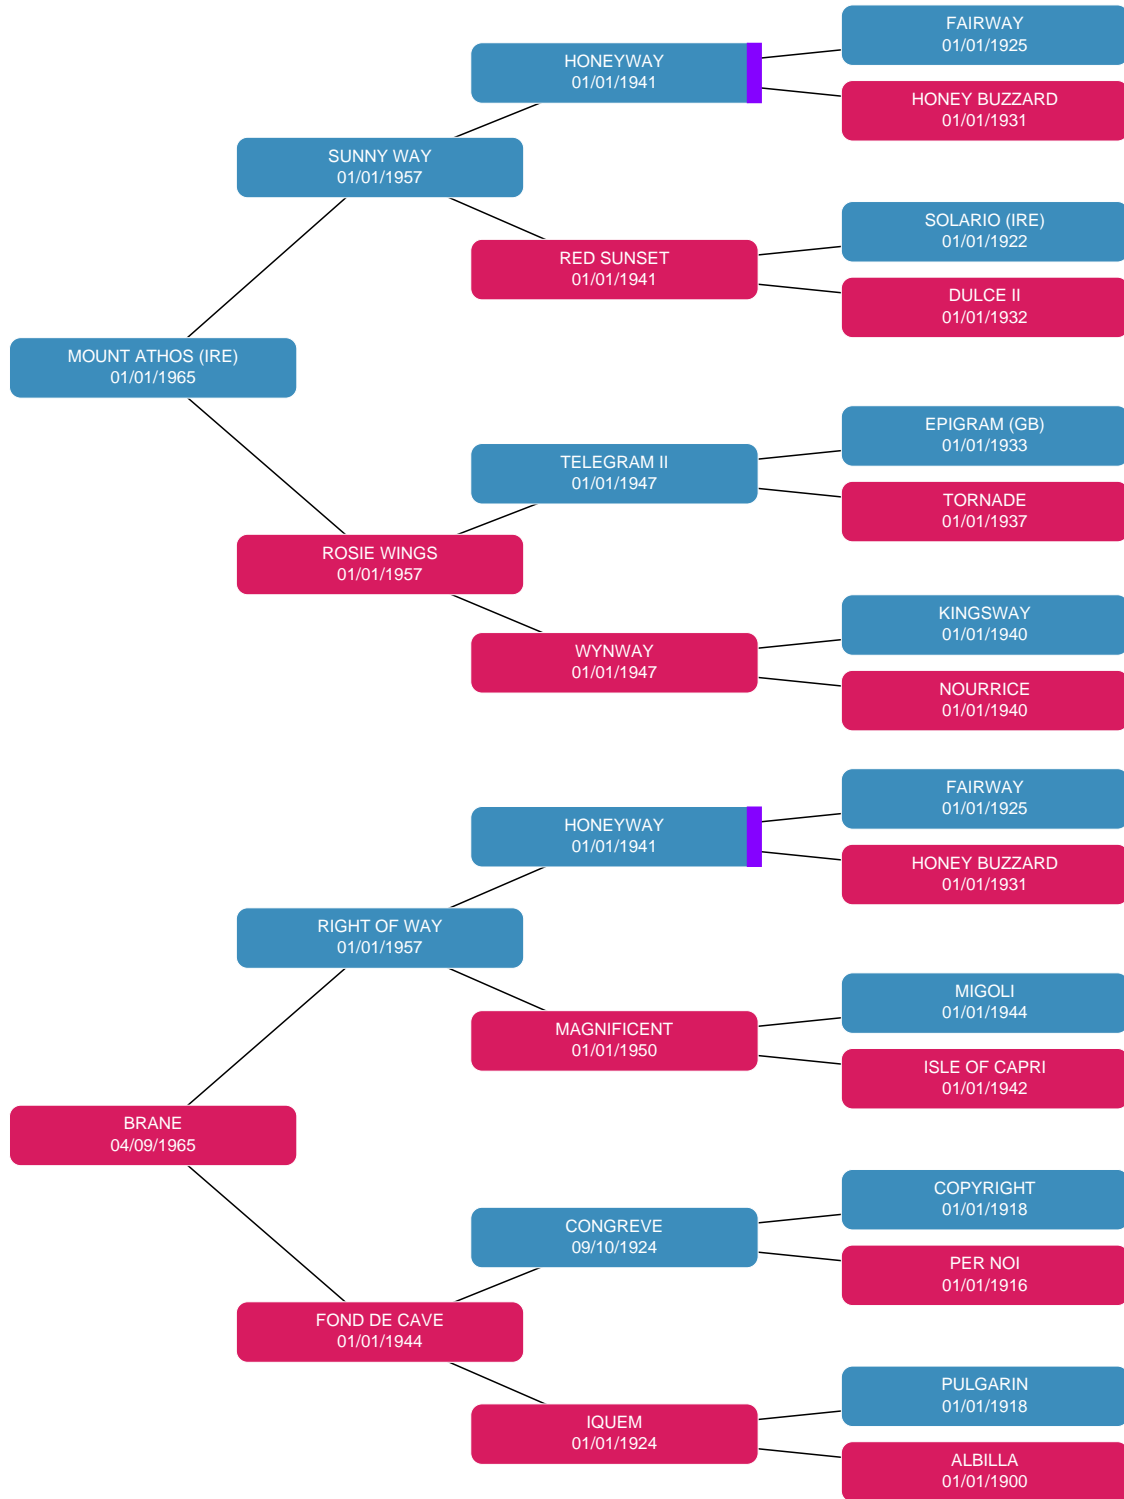 FAIRWAY
01/01/1925
HONEYWAY
01/01/1941
HONEY BUZZARD
01/01/1931
SUNNY WAY
01/01/1957
SOLARIO (IRE)
01/01/1922
RED SUNSET
01/01/1941
DULCE II
01/01/1932
MOUNT ATHOS (IRE)
01/01/1965
EPIGRAM (GB)
01/01/1933
TELEGRAM II
01/01/1947
TORNADE
01/01/1937
ROSIE WINGS
01/01/1957
KINGSWAY
01/01/1940
WYNWAY
01/01/1947
NOURRICE
01/01/1940
FAIRWAY
01/01/1925
HONEYWAY
01/01/1941
HONEY BUZZARD
01/01/1931
RIGHT OF WAY
01/01/1957
MIGOLI
01/01/1944
MAGNIFICENT
01/01/1950
ISLE OF CAPRI
01/01/1942
BRANE
04/09/1965
COPYRIGHT
01/01/1918
CONGREVE
09/10/1924
PER NOI
01/01/1916
FOND DE CAVE
01/01/1944
PULGARIN
01/01/1918
IQUEM
01/01/1924
ALBILLA
01/01/1900